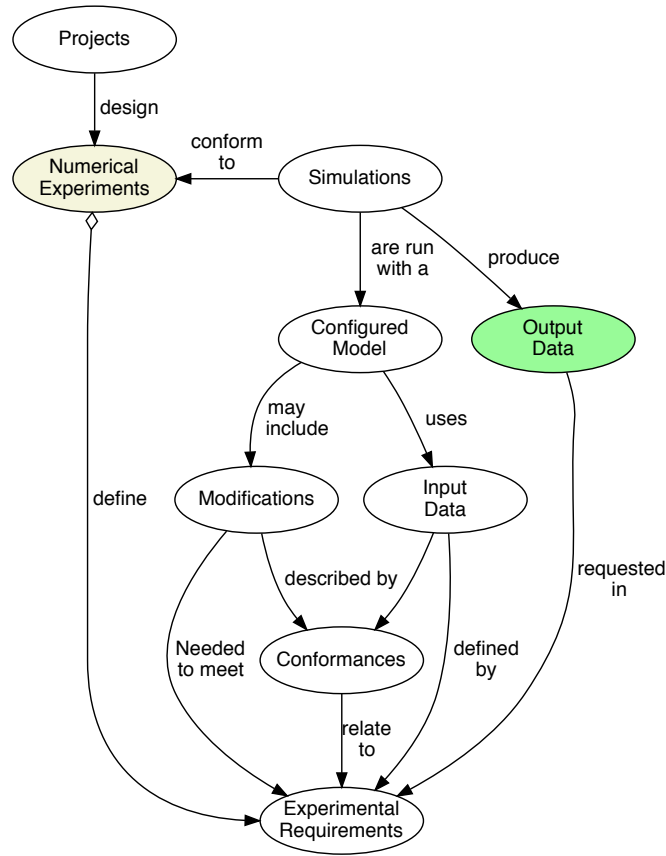 Projects
design
Numerical
Experiments
conform
to
Simulations
are run
with a
produce
Configured
Model
Output
Data
may
include
uses
Modifications
Input
Data
define
described by
requested
in
Needed
to meet
Conformances
defined
by
relate
to
Experimental
Requirements